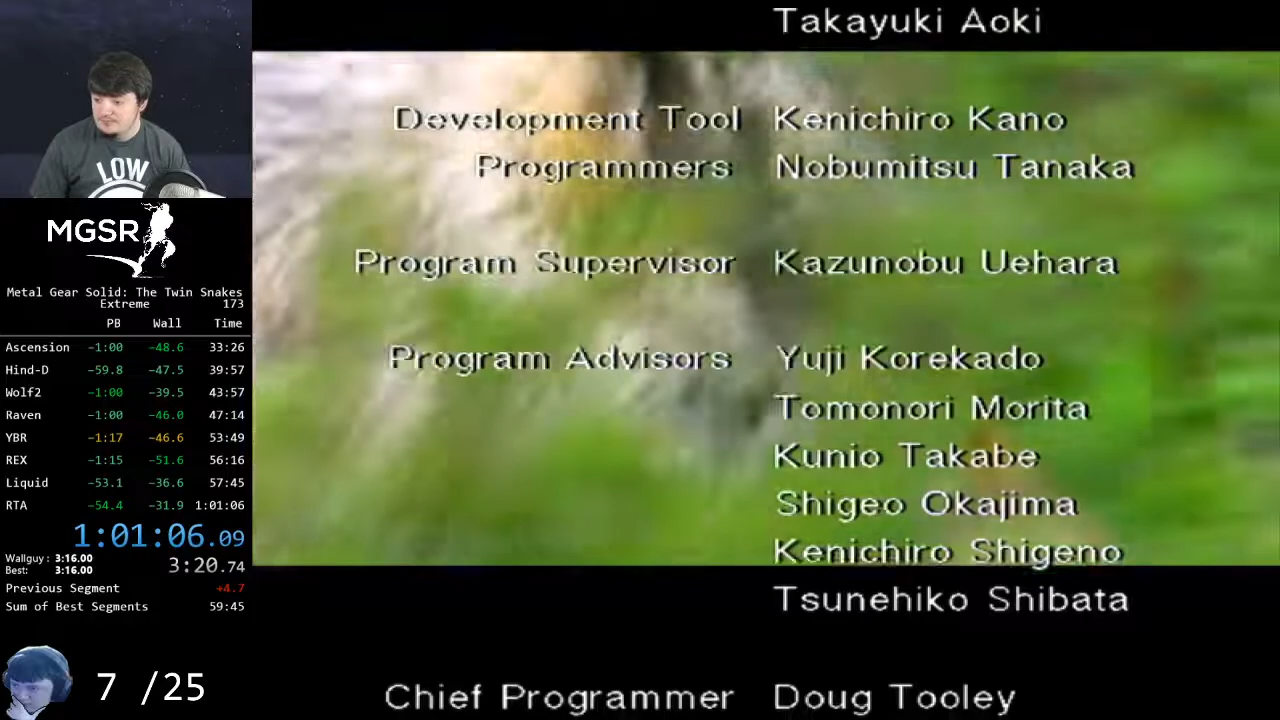 LOW
MGSR
Metal Gear Solid: The Twin Snakes
Extreme 173
PB Wall Time
Ascension -1:00 -48.6 33:26
Hind-D -59.8 -47.5 39:57
Wolf2 -1:00 -39.5 43:57
Raven -1:00 -46.0 47:14
YBR -1:17 -46.6 53:49
REX -1:15 -51.6 56:16
Liquid -53.1 -36.6 57:45
RTA -54.4 -31.9 1:01:06
1:01:06.09
Wallguy : 3:16.00
Best: 3:16.00
3:20.74
Previous Segment +4.7
Sum of Best Segments 59:45
7 /25
Takayuki Aoki
Development Tool Kenichiro Kano
Programmers Nobumitsu Tanaka
Program Supervisor Kazunobu Uehara
Program Advisors Yuji Korekado
Tomonori Morita
Kunio Takabe
Shigeo Okajima
Kenichiro Shigeno
Tsunehiko Shibata
Chief Programmer Doug Tooley